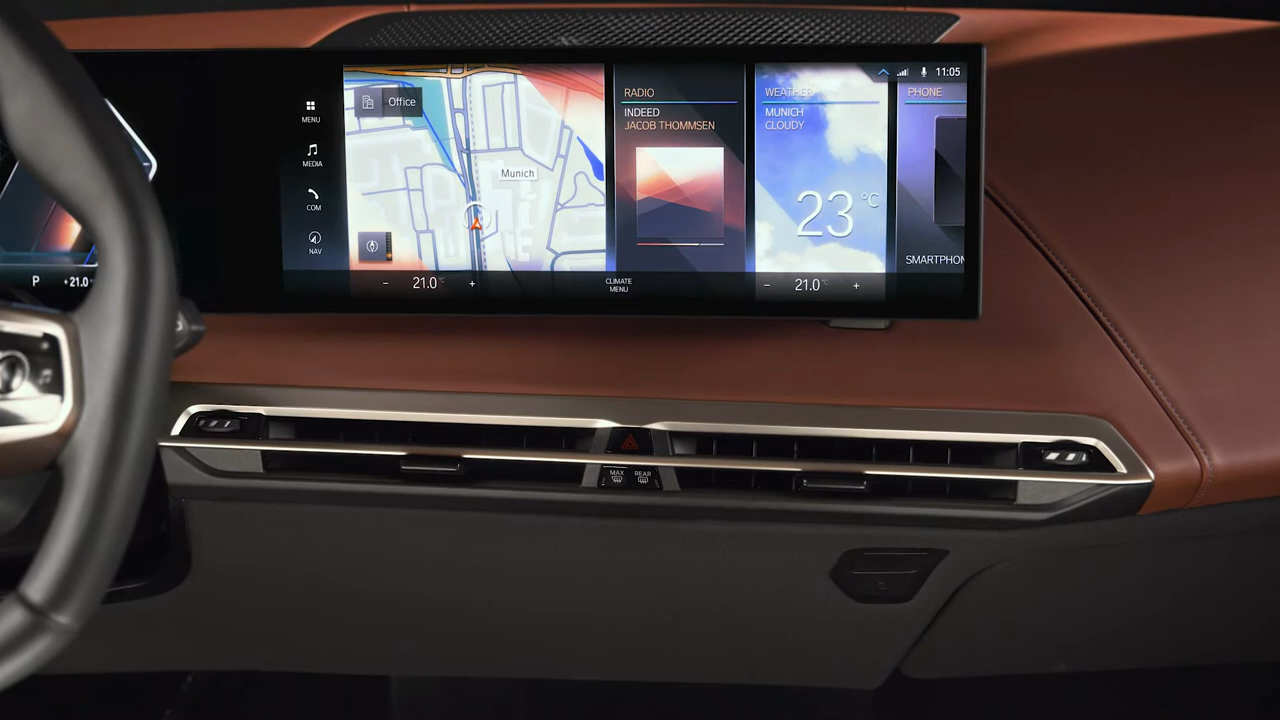 MENU
MEDIA
COM
NAV
Office
Munich
RADIO
INDEED
JACOB THOMMSEN
WEATHER
MUNICH
CLOUDY
23 °C
11:05
PHONE
SMARTPHON
P
+21.0
− 21.0 +
CLIMATE
MENU
− 21.0 +
MAX
REAR